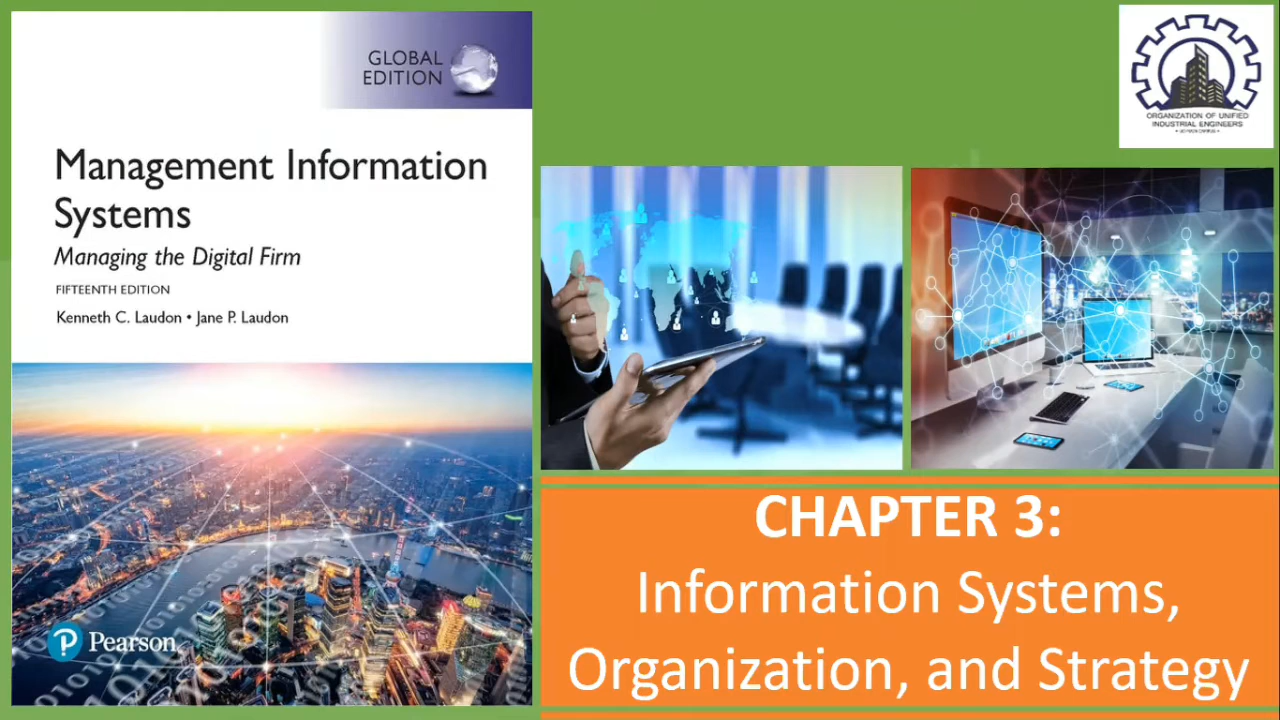 GLOBAL
EDITION
Management Information
Systems
Managing the Digital Firm
FIFTEENTH EDITION
Kenneth C. Laudon • Jane P. Laudon
Pearson
ORGANIZATION OF UNIFIED
INDUSTRIAL ENGINEERS
CHAPTER 3:
Information Systems,
Organization, and Strategy